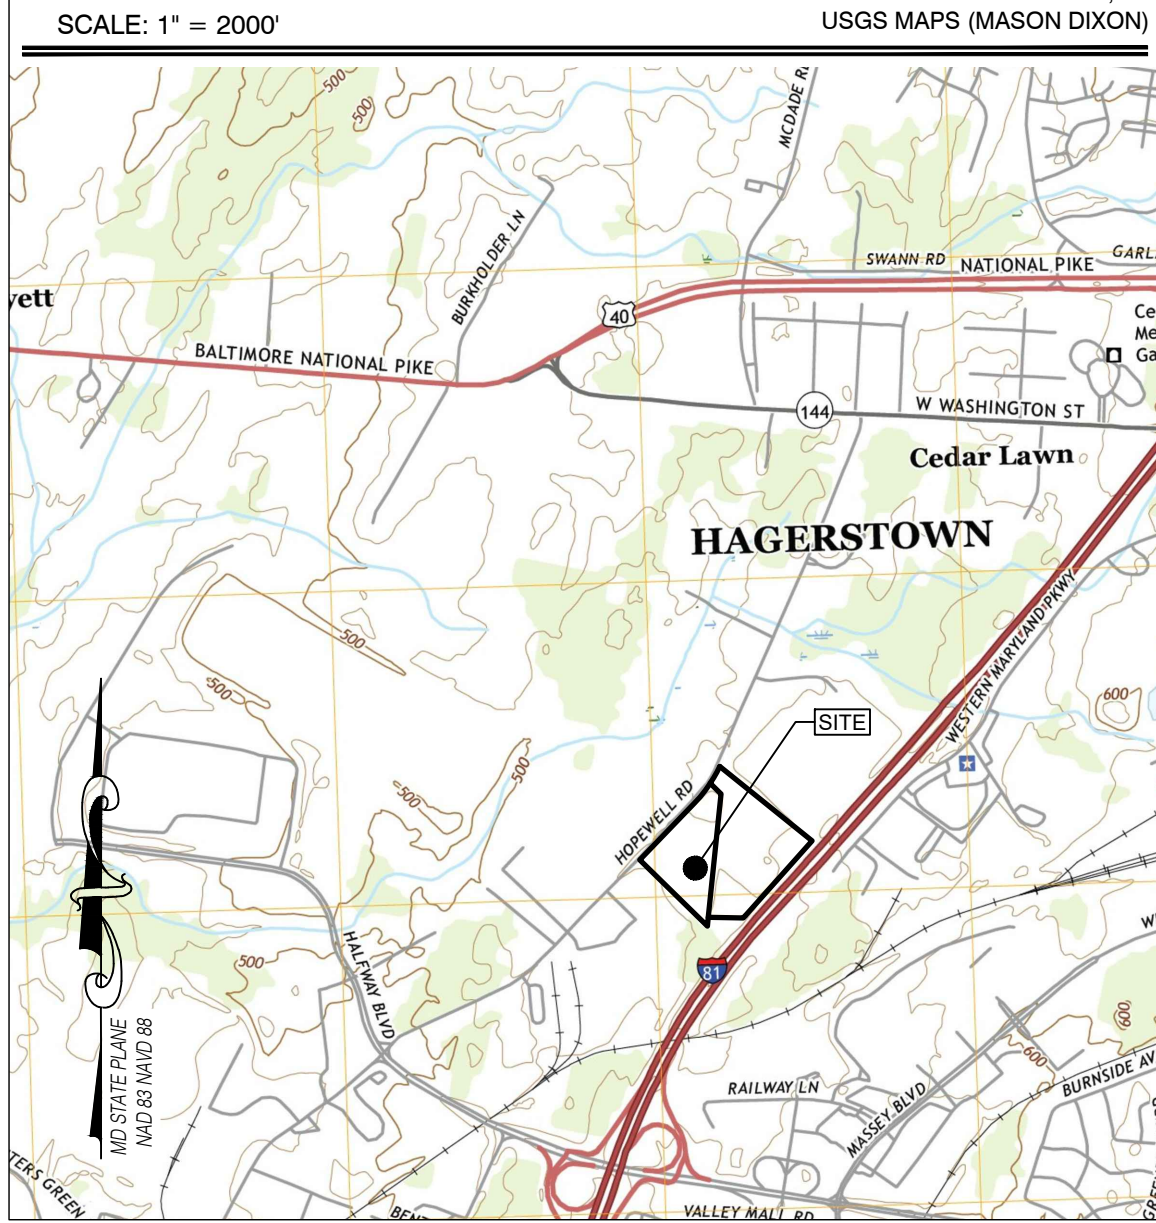 SCALE: 1" = 2000'
USGS MAPS (MASON DIXON)
500
500
MCDADE
BURKHOLDER LN
SWANN RD
NATIONAL PIKE
40
BALTIMORE NATIONAL PIKE
144
W WASHINGTON ST
Cedar Lawn
HAGERSTOWN
500
500
WESTERN MARYLAND PKWY
600
SITE
500
500
HOPEWELL RD
500
HALFWAY BLVD
81
600
600
MD STATE PLANE
NAD 83 NAVD 88
RAILWAY LN
MASSEY BLVD
BURNSIDE AV
TERS GREEN
VALLEY MALL RD